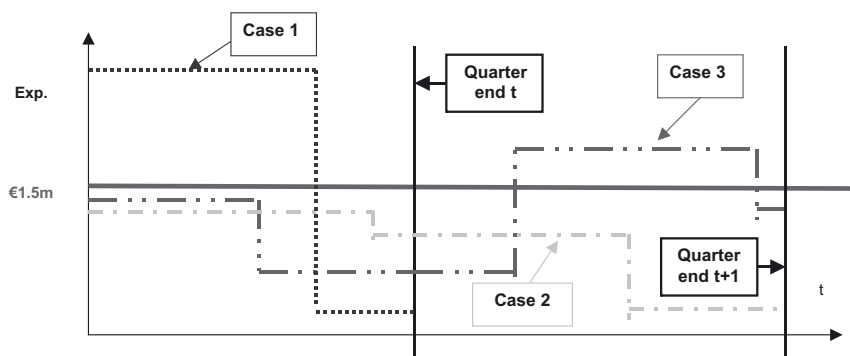 Case 1
Exp.
Quarter
end t
Case 3
€1.5m
Quarter
end t+1
Case 2
t